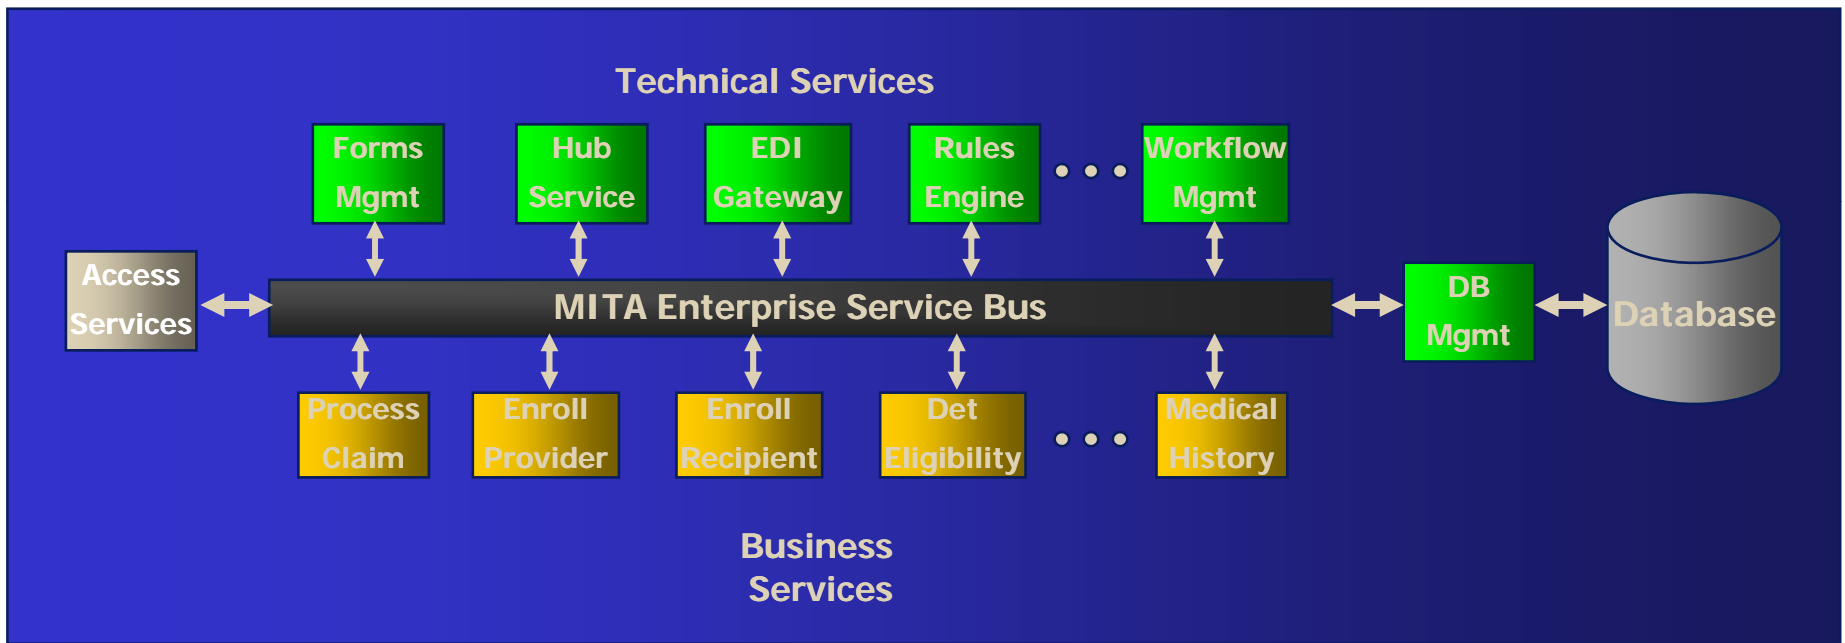 Technical Services
Forms
Mgmt
Hub
Service
EDI
Gateway
Rules
Engine
Workflow
Mgmt
Access
Services
MITA Enterprise Service Bus
DB
Mgmt
Database
Process
Claim
Enroll
Provider
Enroll
Recipient
Det
Eligibility
Medical
History
Business
Services